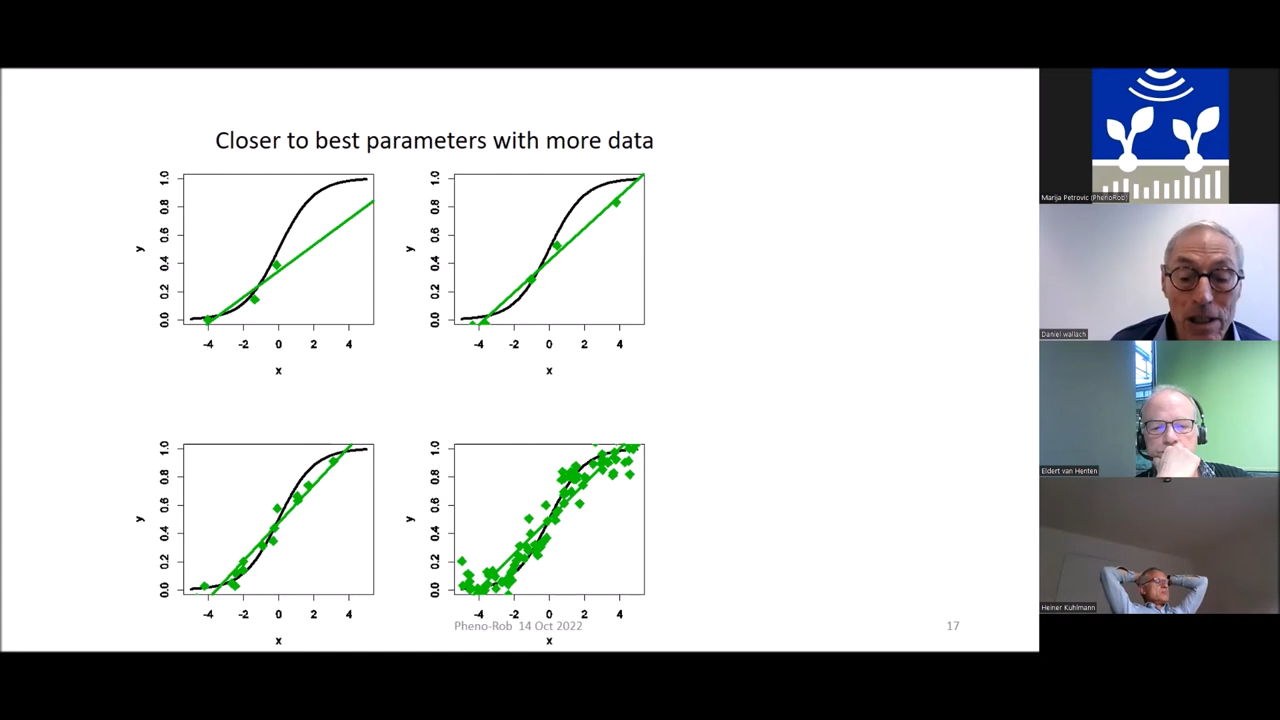 Closer to best parameters with more data
y
1.0
0.8
0.6
0.4
0.2
0.0
-4 -2 0 2 4
x
y
1.0
0.8
0.6
0.4
0.2
0.0
-4 -2 0 2 4
x
y
1.0
0.8
0.6
0.4
0.2
0.0
-4 -2 0 2 4
x
y
1.0
0.8
0.6
0.4
0.2
0.0
-4 -2 0 2 4
x
Pheno-Rob 14 Oct 2022
17
Marija Petrovic (PhenoRob)
Daniel wallach
Eldert van Henten
Heiner Kuhlmann